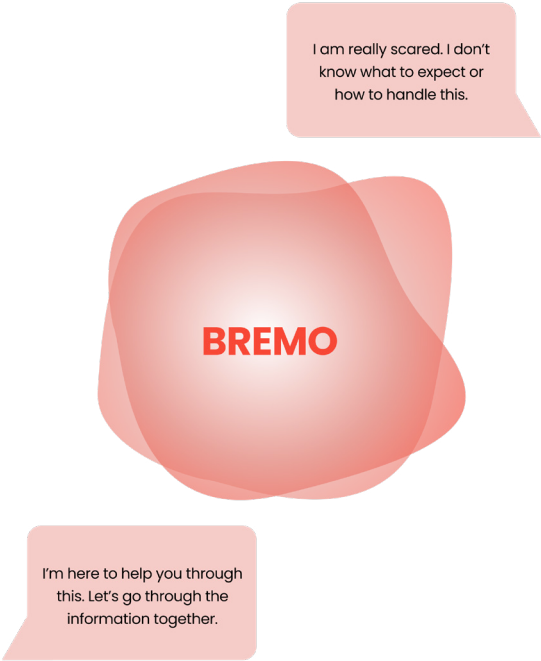 I am really scared. I don’t
know what to expect or
how to handle this.
BREMO
I’m here to help you through
this. Let’s go through the
information together.